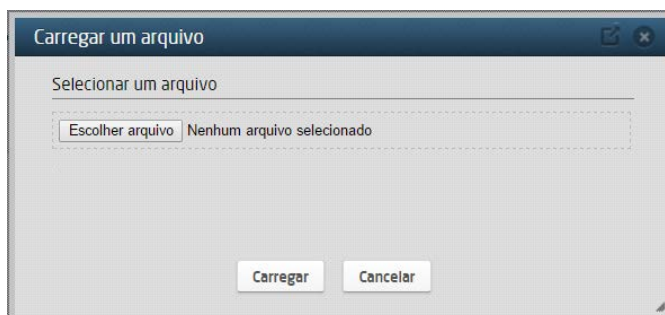 Carregar um arquivo
Selecionar um arquivo
Escolher arquivo Nenhum arquivo selecionado
Carregar Cancelar